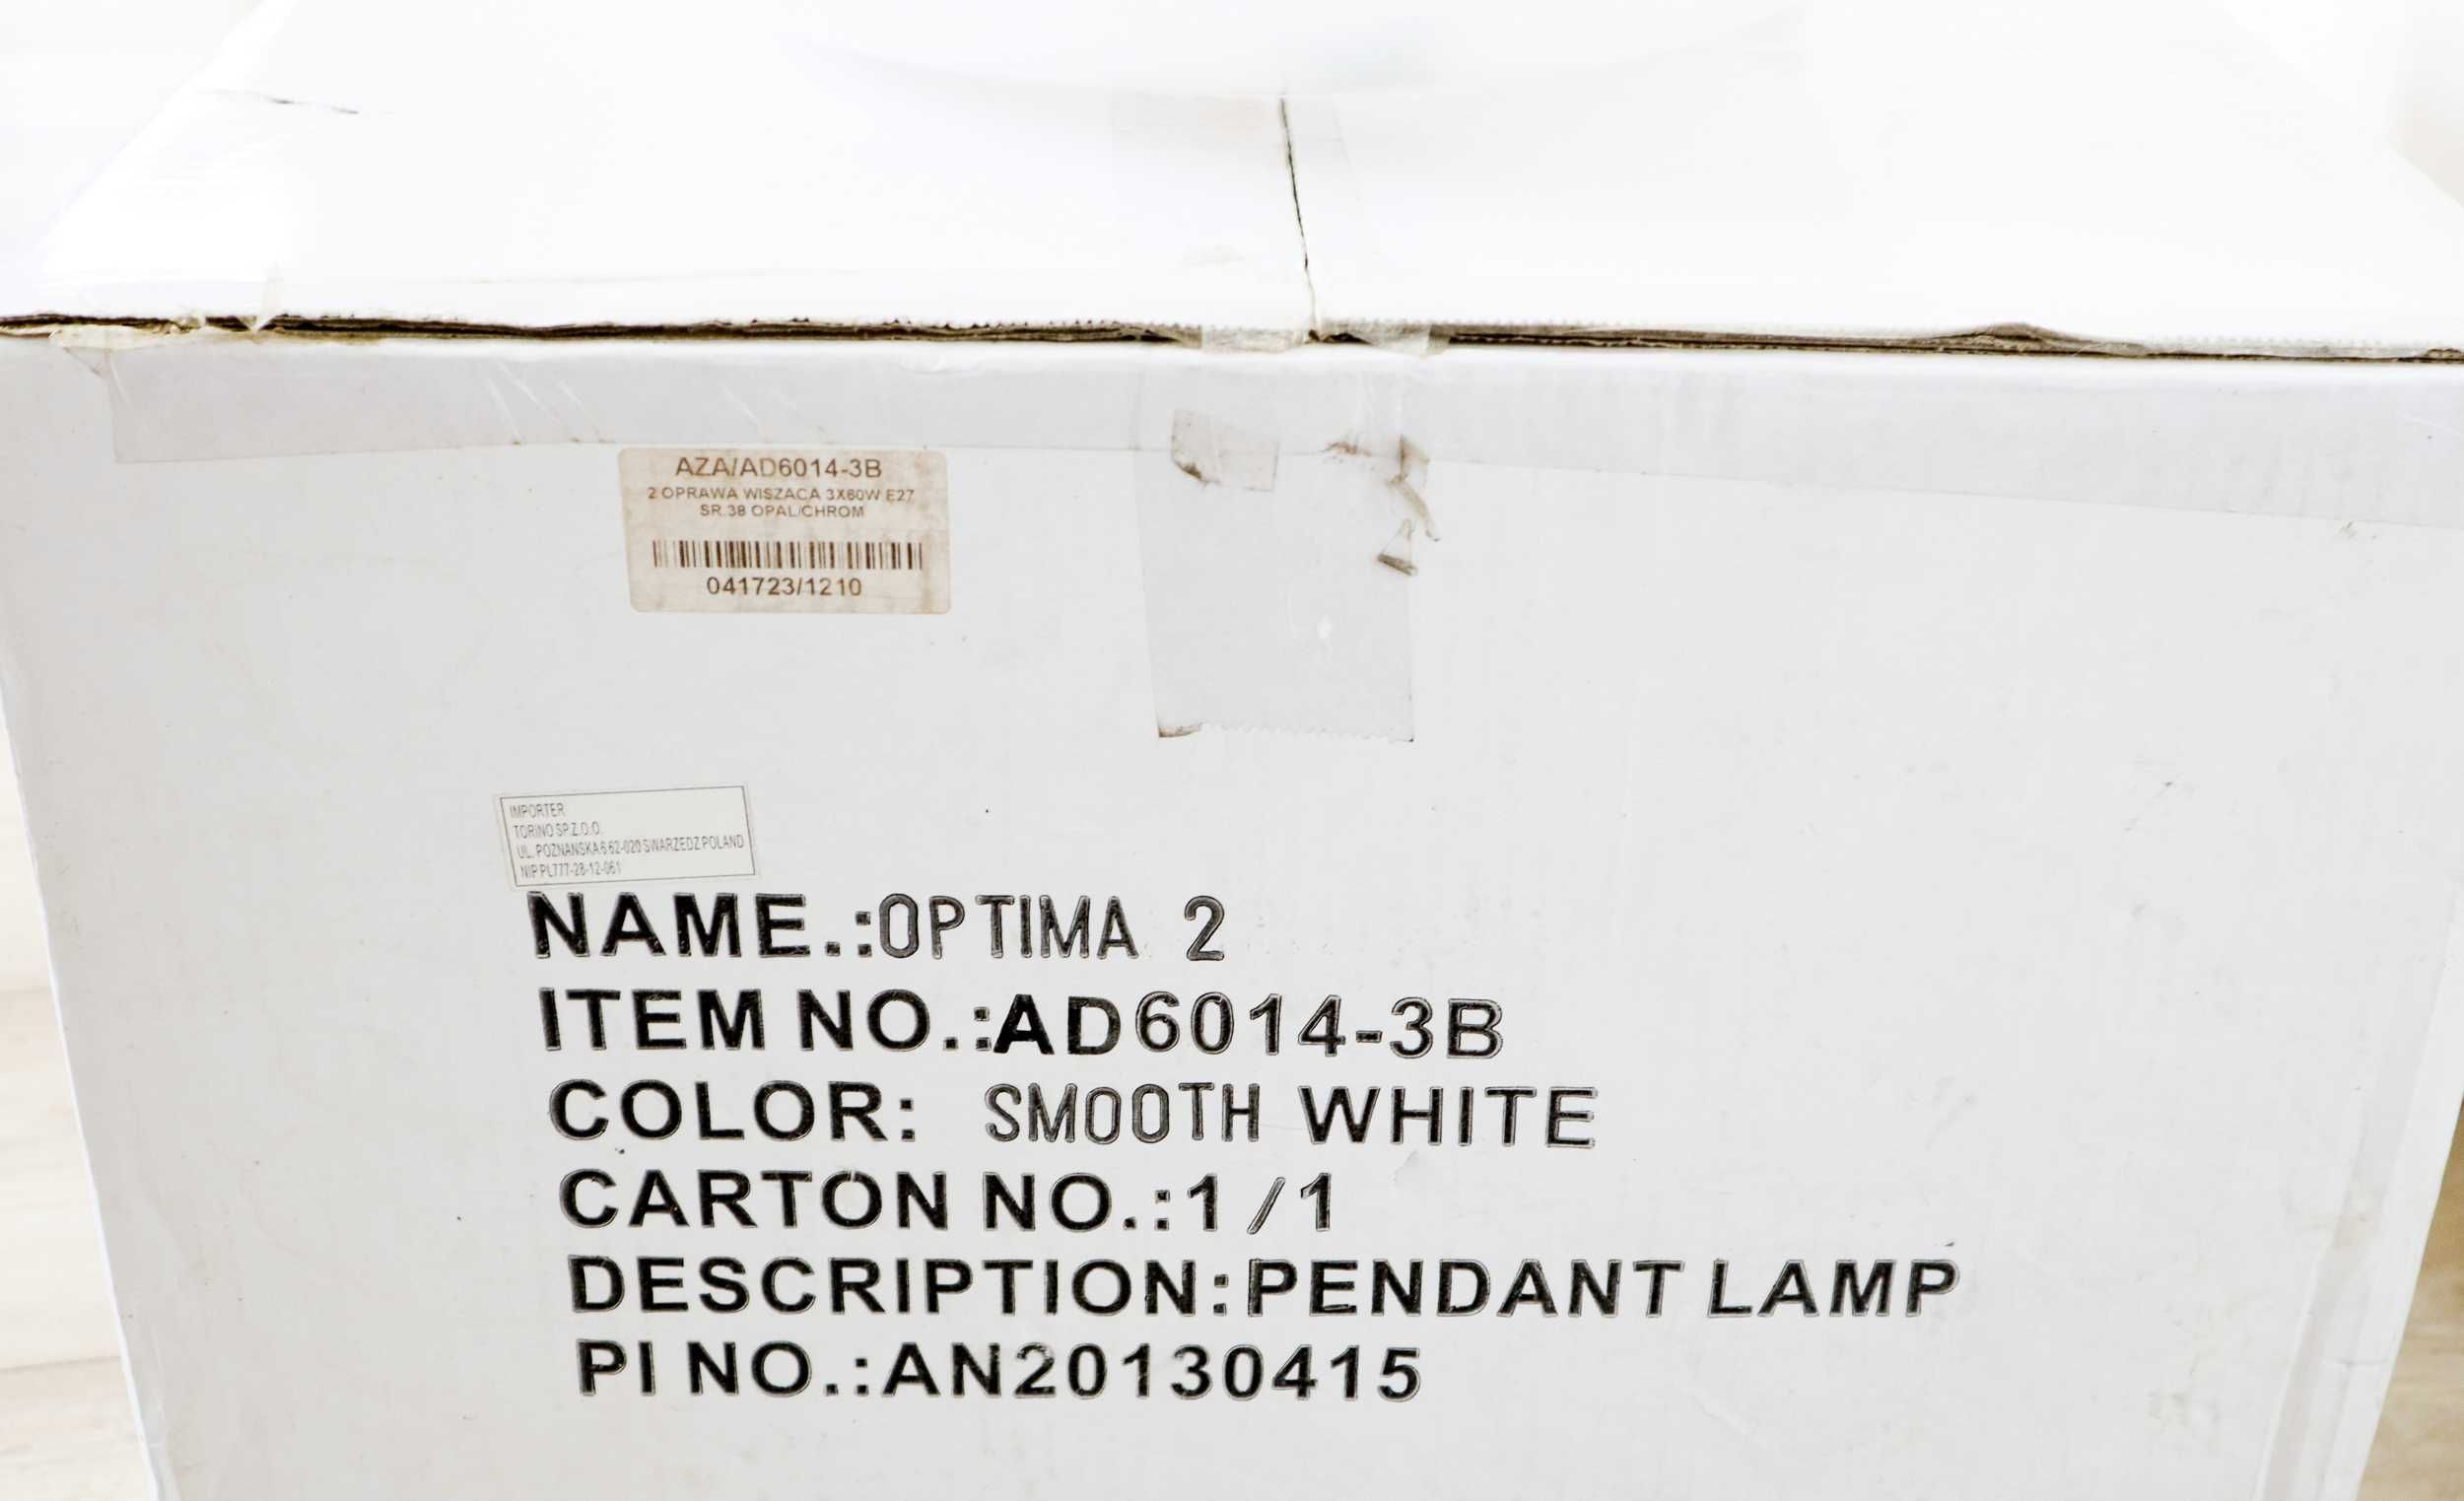 AZA/AD6014-3B
2 OPRAWA WISZACA 3X60W E27
SR.38 OPAL/CHROM
041723/1210
IMPORTER
TORINO SP.Z.O.O.
UL. POZNANSKA 6 62-020 SWARZEDZ POLAND
NIP PL777-28-12-061
NAME.:OPTIMA 2
ITEM NO.:AD6014-3B
COLOR: SMOOTH WHITE
CARTON NO.:1/1
DESCRIPTION:PENDANT LAMP
PI NO.:AN20130415